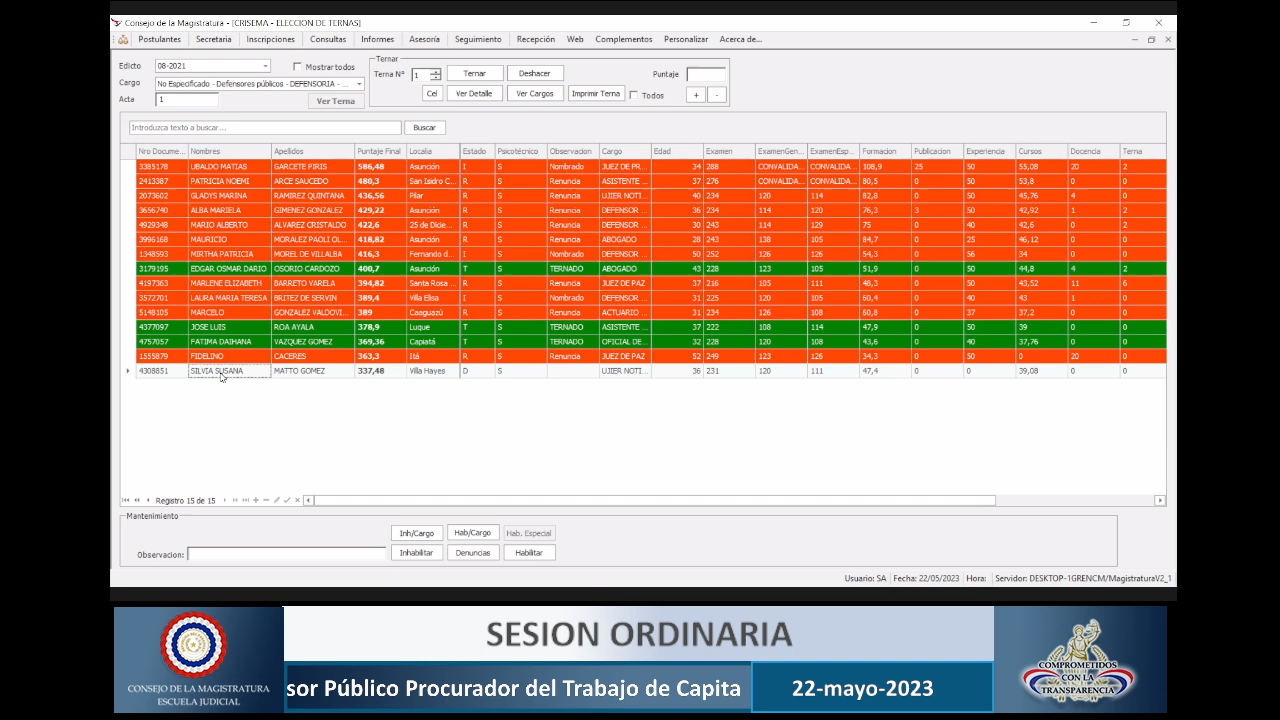 Consejo de la Magistratura - [CRISEMA - ELECCION DE TERNAS]
Postulantes Secretaria Inscripciones Consultas Informes Asesoría Seguimiento Recepción Web Complementos Personalizar Acerca de...
Edicto 08-2021 Mostrar todos
Cargo No Especificado - Defensores públicos - DEFENSORIA - ...
Acta 1 Ver Terna
Ternar
Terna N° 1 Ternar Deshacer Puntaje
Cel Ver Detalle Ver Cargos Imprimir Terna Todos + -
Introduzca texto a buscar... Buscar
Nro Docume... Nombres Apellidos Puntaje Final Localia Estado Psicotécnico Observacion Cargo Edad Examen ExamenGen... ExamenEsp... Formacion Publicacion Experiencia Cursos Docencia Terna
3385178 UBALDO MATIAS GARCETE PIRIS 586,48 Asunción I S Nombrado JUEZ DE PR... 34 288 CONVALIDA... CONVALIDA... 108,9 25 50 55,08 20 2
2413387 PATRICIA NOEMI ARCE SAUCEDO 480,3 San Isidro C... R S Renuncia ASISTENTE ... 37 276 CONVALIDA... CONVALIDA... 80,5 0 50 53,8 0 0
2073602 GLADYS MARINA RAMIREZ QUINTANA 436,56 Pilar R S Renuncia UJIER NOTI... 40 234 120 114 82,8 0 50 45,76 4 0
3656740 ALBA MARIELA GIMENEZ GONZALEZ 429,22 Asunción R S Renuncia DEFENSOR ... 36 234 114 120 76,3 3 50 42,92 1 2
4929348 MARIO ALBERTO ALVAREZ CRISTALDO 422,6 25 de Dicie... R S Renuncia DEFENSOR ... 30 243 114 129 75 0 40 42,6 0 2
3996168 MAURICIO MORALEZ PAOLI OL... 418,82 Asunción R S Renuncia ABOGADO 28 243 138 105 84,7 0 25 46,12 0 0
1348593 MIRTHA PATRICIA MOREL DE VILLALBA 416,3 Fernando d... I S Nombrado DEFENSOR ... 50 252 126 126 54,3 0 56 34 0 0
3179195 EDGAR OSMAR DARIO OSORIO CARDOZO 400,7 Asunción T S TERNADO ABOGADO 43 228 123 105 51,9 0 50 44,8 4 2
4197363 MARLENE ELIZABETH BARRETO VARELA 394,82 Santa Rosa ... R S Renuncia JUEZ DE PAZ 37 216 105 111 48,3 0 50 43,52 11 6
3572701 LAURA MARIA TERESA BRITEZ DE SERVIN 389,4 Villa Elisa I S Nombrado DEFENSOR ... 31 225 120 105 60,4 0 40 43 1 0
5148105 MARCELO GONZALEZ VALDOVI... 389 Caaguazú R S Renuncia ACTUARIO ... 31 234 126 108 60,8 0 37 37,2 0 0
4377097 JOSE LUIS ROA AYALA 378,9 Luque T S TERNADO ASISTENTE ... 37 222 108 114 47,9 0 50 39 0 0
4757057 FATIMA DAIHANA VAZQUEZ GOMEZ 369,36 Capiatá T S TERNADO OFICIAL DE... 32 228 120 108 43,6 0 40 37,76 0 0
1555879 FIDELINO CACERES 363,3 Itá R S Renuncia JUEZ DE PAZ 52 249 123 126 34,3 0 50 0 20 0
4308851 SILVIA SUSANA MATTO GOMEZ 337,48 Villa Hayes D S UJIER NOTI... 36 231 120 111 47,4 0 0 39,08 0 0
Registro 15 de 15
Mantenimiento
Inh/Cargo Hab/Cargo Hab. Especial
Observacion: Inhabilitar Denuncias Habilitar
Usuario: SA Fecha: 22/05/2023 Hora: Servidor: DESKTOP-1GRENCM/MagistraturaV2_1
SESION ORDINARIA
CONSEJO DE LA MAGISTRATURA
ESCUELA JUDICIAL
sor Público Procurador del Trabajo de Capita
22-mayo-2023
COMPROMETIDOS
CON LA
TRANSPARENCIA